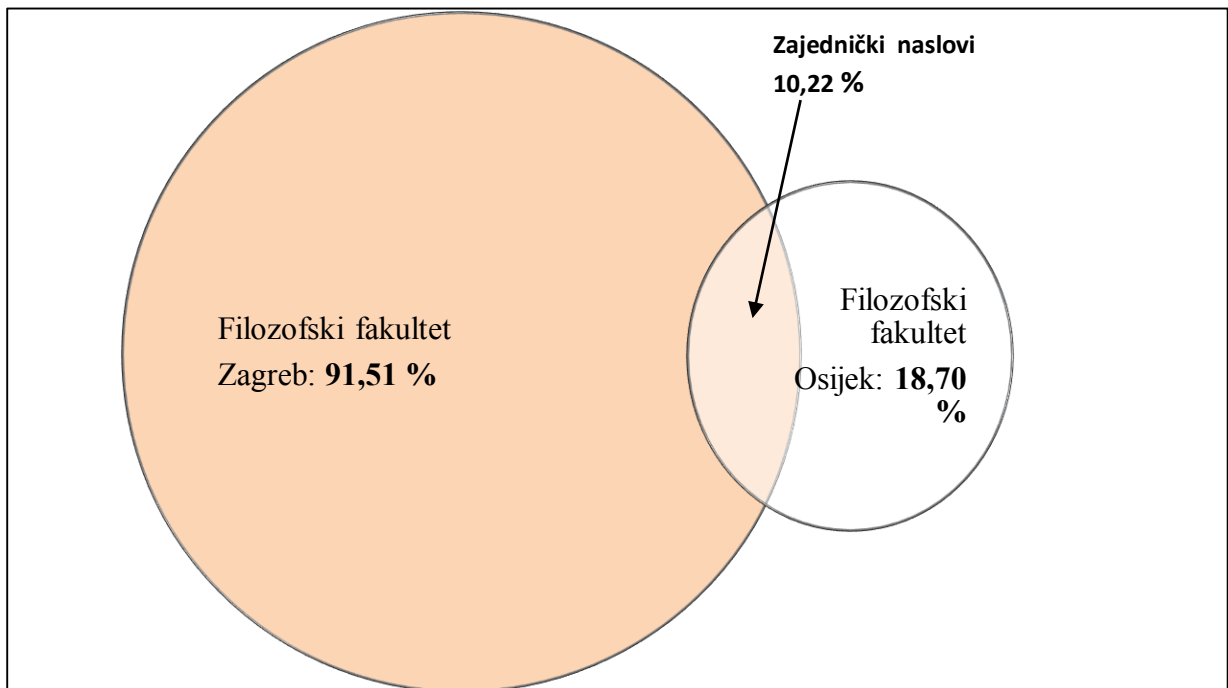 Zajednički naslovi
10,22 %
Filozofski fakultet
Zagreb: 91,51 %
Filozofski
fakultet
Osijek: 18,70
%